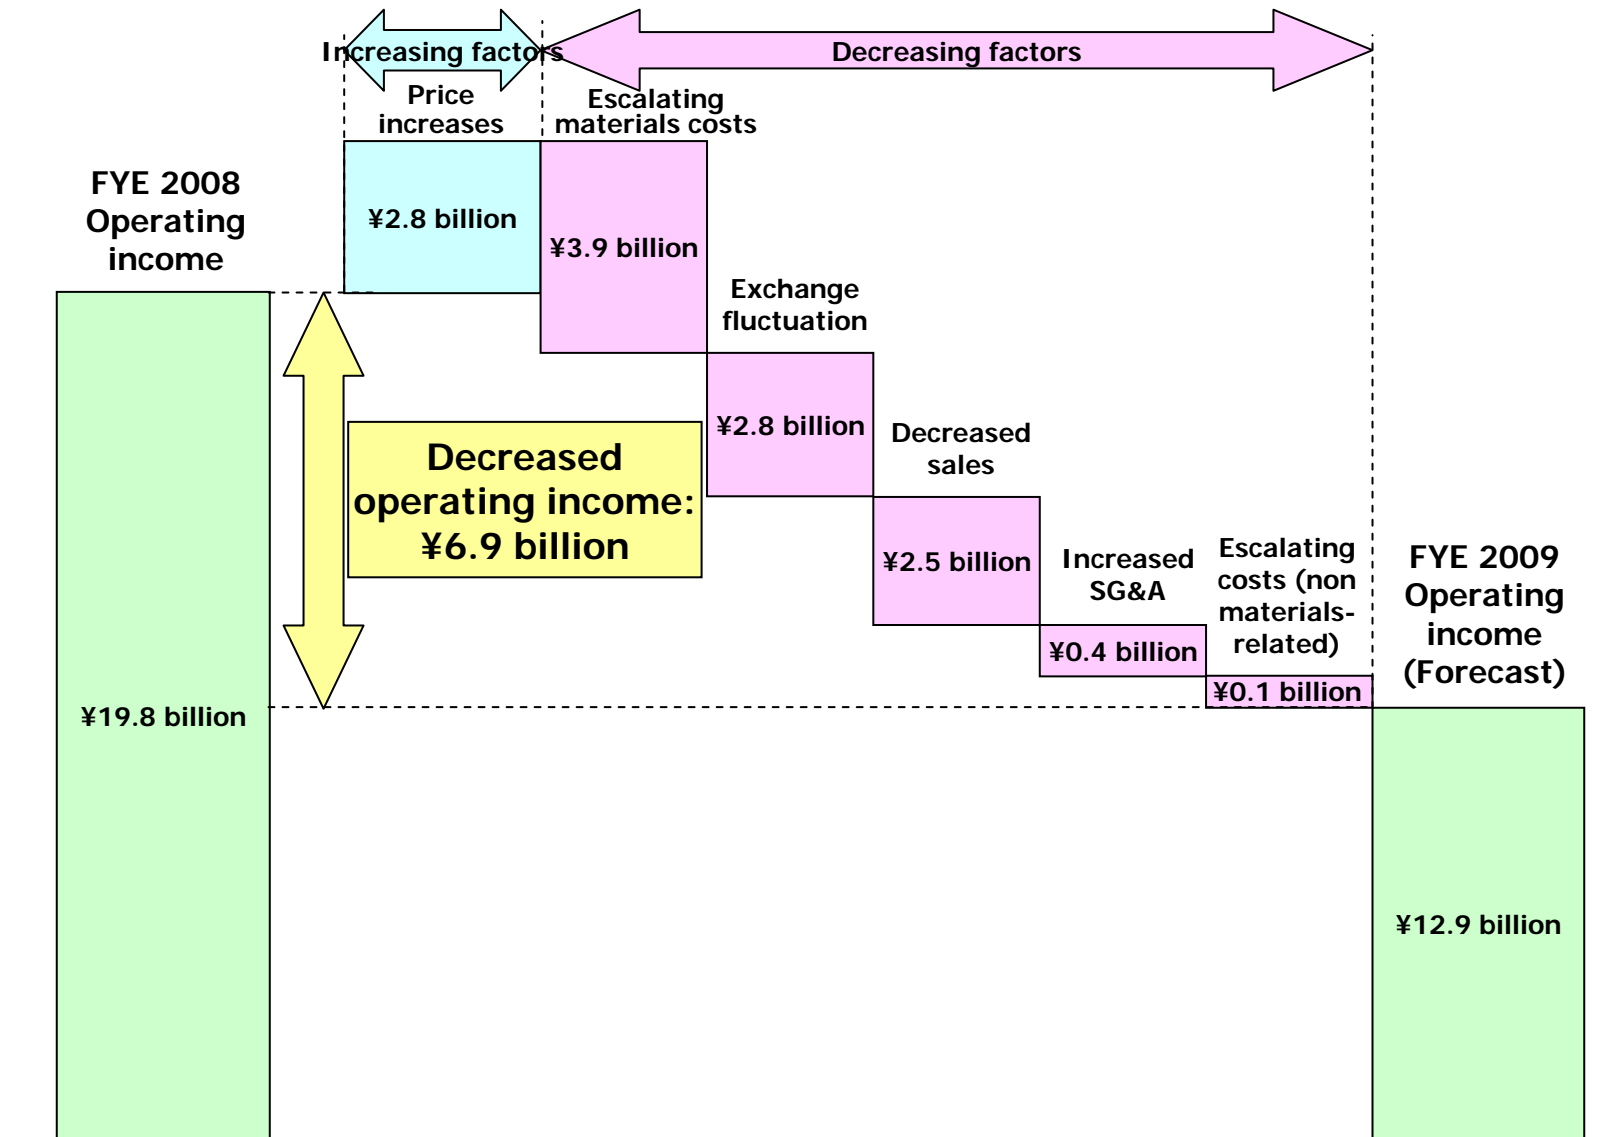 Increasing factors
Decreasing factors
Price
increases
Escalating
materials costs
FYE 2008
Operating
income
¥2.8 billion
¥3.9 billion
Exchange
fluctuation
¥2.8 billion
Decreased
sales
Decreased
operating income:
¥6.9 billion
¥2.5 billion
Increased
SG&A
Escalating
costs (non
materials-
related)
FYE 2009
Operating
income
(Forecast)
¥0.4 billion
¥0.1 billion
¥19.8 billion
¥12.9 billion